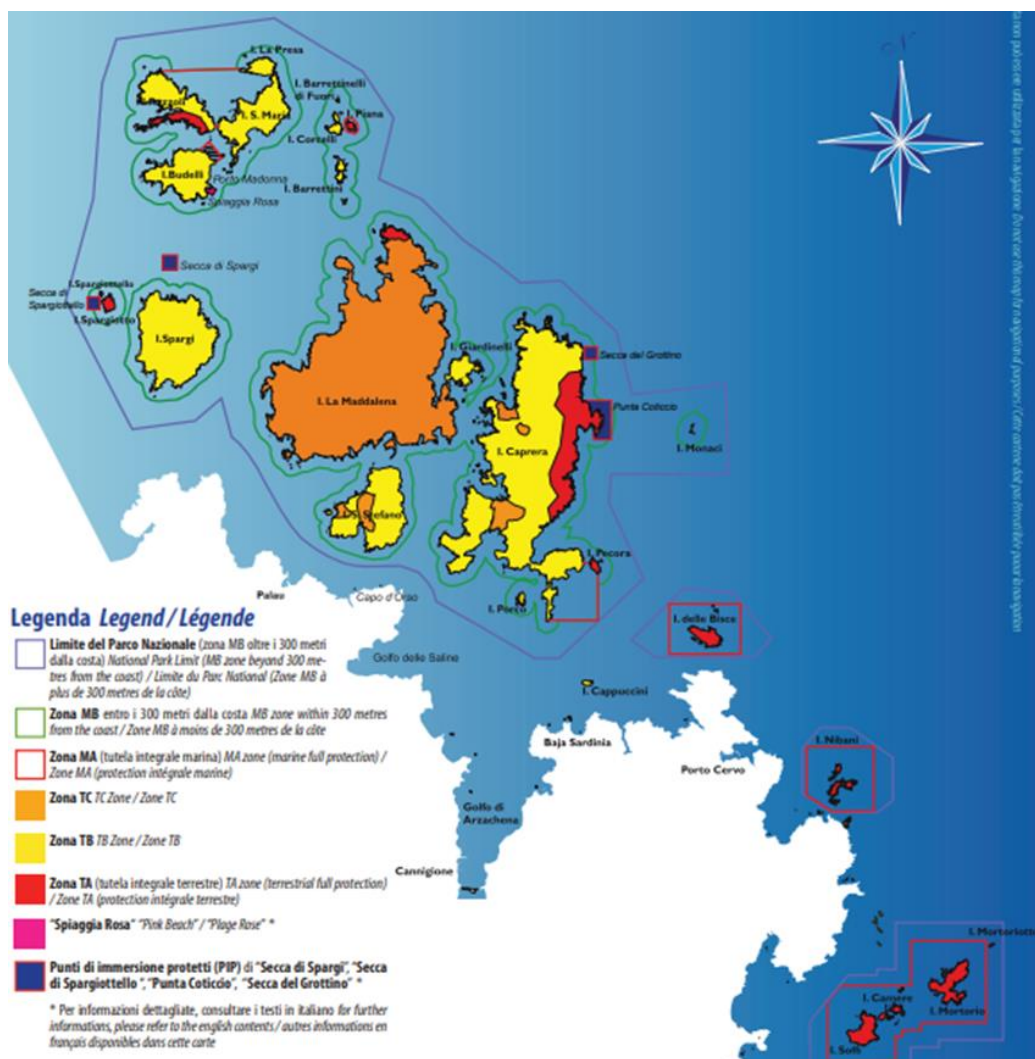 I. La Presa
I. Razzoli
I. S. Maria
I. Barrettinelli
di Fuori
I. Piana
I. Corcelli
I. Budelli
Porto Madonna
Spiaggia Rosa
I. Barrettini
Secca di Spargi
I.Spargiottello
Secca di
Spargiottello
I.Spargiotto
I.Spargi
I. Giardinelli
Secca del Grottino
I. La Maddalena
Punta Coticcio
I. Caprera
I. Monaci
I. S. Stefano
I. Pecora
Palau
Capo d'Orso
I. Porco
I. delle Bisce
Golfo delle Saline
I. Cappuccini
Baja Sardinia
Porto Cervo
I. Nibani
Golfo di
Arzachena
Cannigione
I. Mortoriotto
I. Camere
I. Mortorio
I. Soffi
Legenda Legend / Légende
Limite del Parco Nazionale (zona MB oltre i 300 metri
dalla costa) National Park Limit (MB zone beyond 300 me-
tres from the coast) / Limite du Parc National (Zone MB à
plus de 300 metres de la côte)
Zona MB entro i 300 metri dalla costa MB zone within 300 metres
from the coast / Zone MB à moins de 300 metres de la côte
Zona MA (tutela integrale marina) MA zone (marine full protection) /
Zone MA (protection intégrale marine)
Zona TC TC Zone / Zone TC
Zona TB TB Zone / Zone TB
Zona TA (tutela integrale terrestre) TA zone (terrestrial full protection)
/ Zone TA (protection intégrale terrestre)
"Spiaggia Rosa" "Pink Beach" / "Plage Rose" *
Punti di immersione protetti (PIP) di "Secca di Spargi", "Secca
di Spargiottello", "Punta Coticcio", "Secca del Grottino" *
* Per informazioni dettagliate, consultare i testi in italiano for further
informations, please refer to the english contents / autres informations en
français disponibles dans cette carte